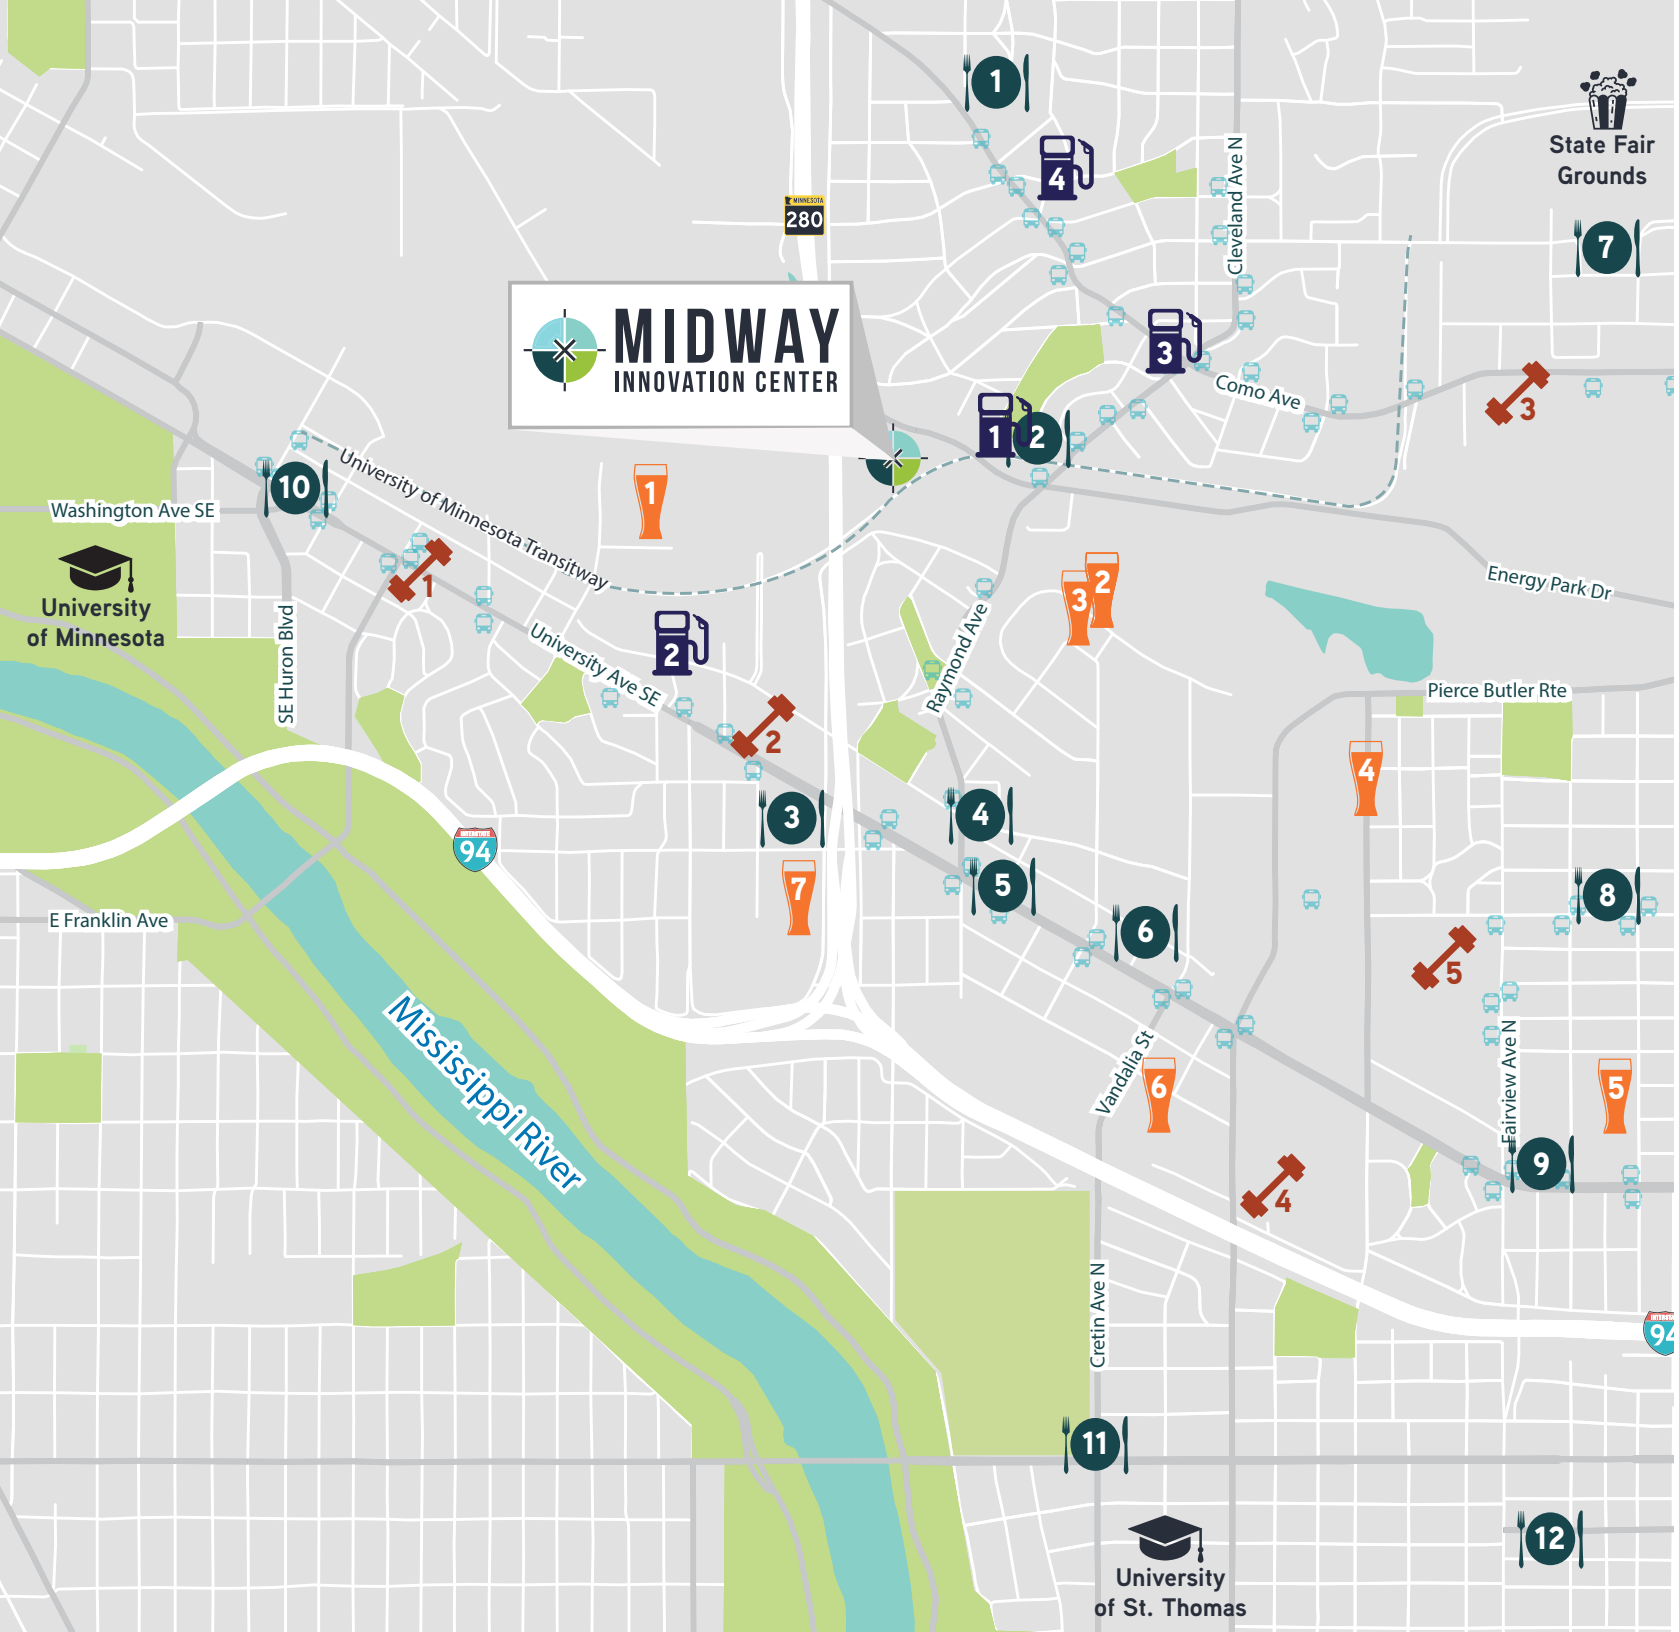 1
State Fair
Grounds
4
Cleveland Ave N
MINNESOTA
280
7
MIDWAY
INNOVATION CENTER
3
Como Ave
3
1
2
University of Minnesota Transitway
10
1
Washington Ave SE
1
University
of Minnesota
SE Huron Blvd
2
3
Energy Park Dr
Raymond Ave
University Ave SE
2
Pierce Butler Rte
2
4
3
4
INTERSTATE
94
7
5
8
E Franklin Ave
6
5
Mississippi River
Vandalia St
6
Fairview Ave N
5
9
4
Cretin Ave N
94
11
12
University
of St. Thomas